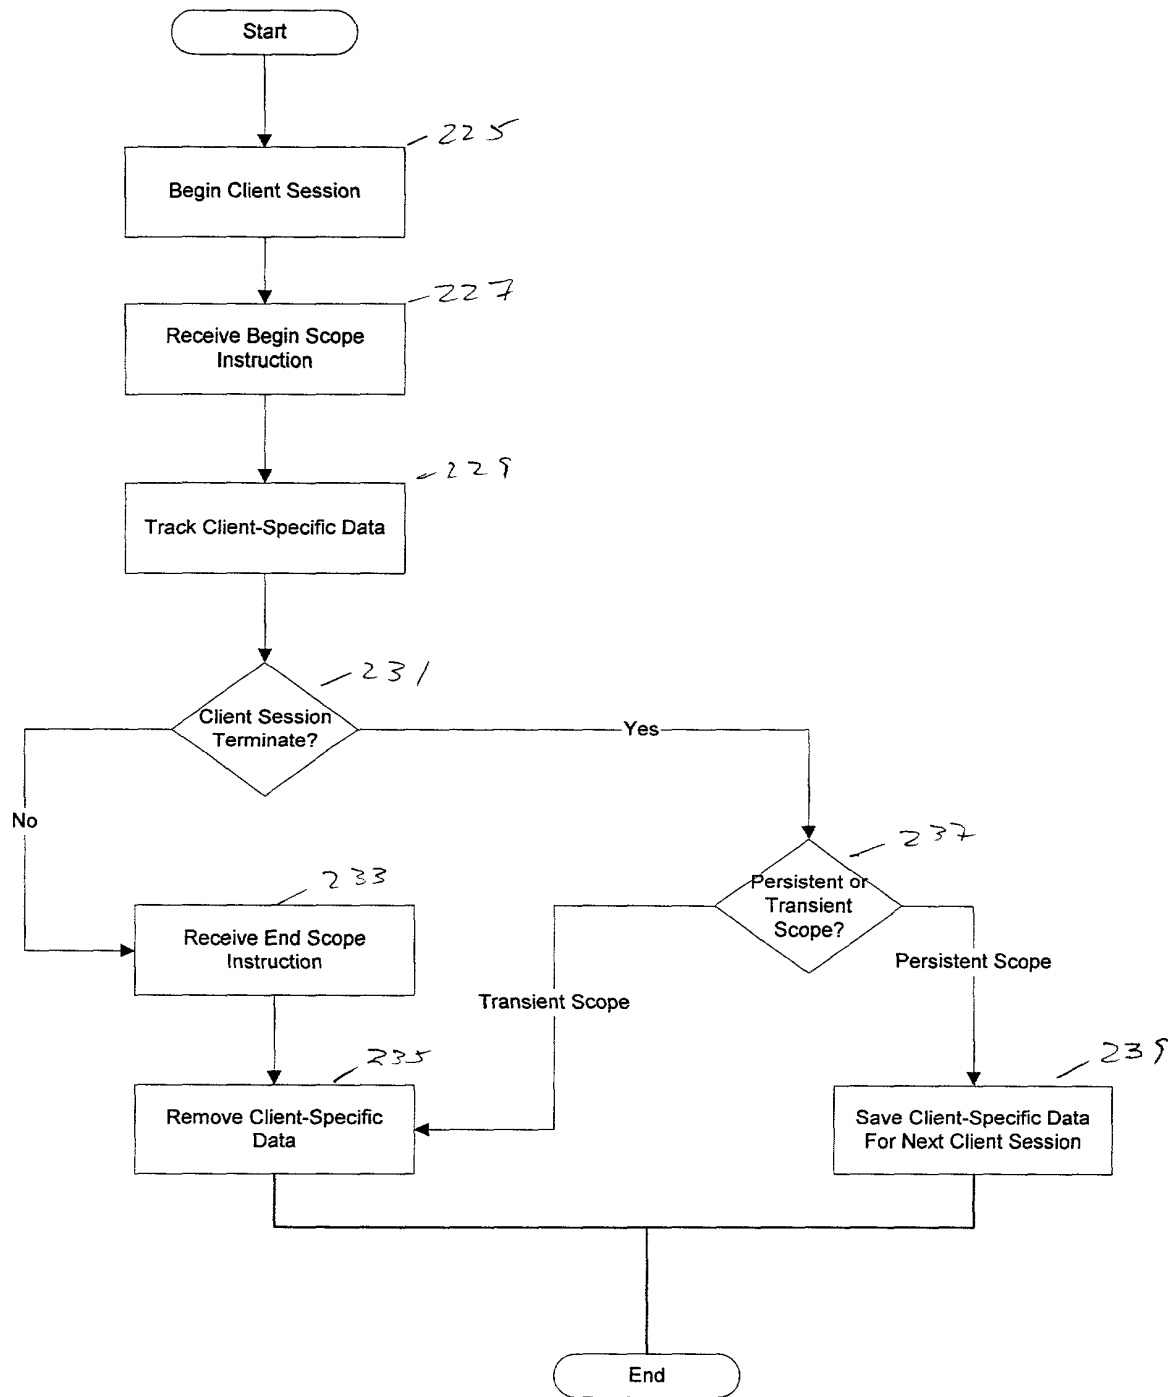 Start
225
Begin Client Session
227
Receive Begin Scope
Instruction
229
Track Client-Specific Data
231
Client Session
Terminate?
Yes
No
237
Persistent or
Transient
Scope?
233
Receive End Scope
Instruction
Persistent Scope
Transient Scope
235
239
Remove Client-Specific
Data
Save Client-Specific Data
For Next Client Session
End